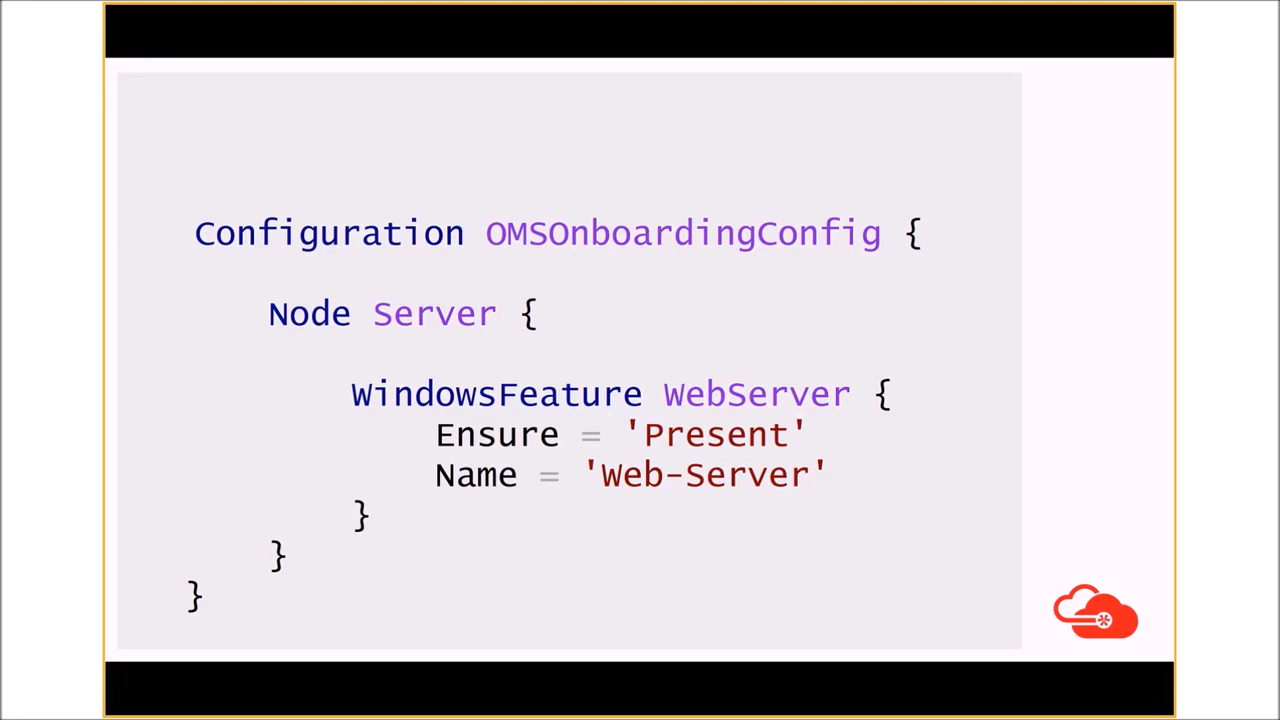 Configuration OMSOnboardingConfig {
Node Server {
WindowsFeature WebServer {
Ensure = 'Present'
Name = 'Web-Server'
}
}
}